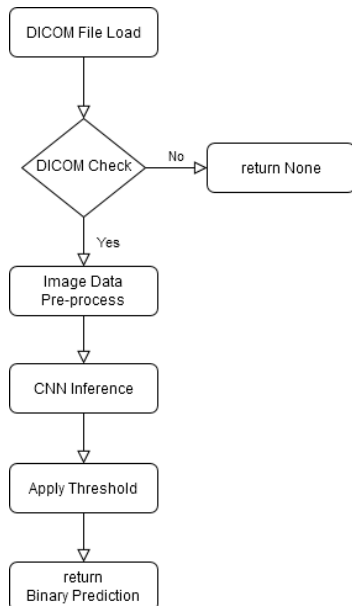 DICOM File Load
DICOM Check
No
return None
Yes
Image Data
Pre-process
CNN Inference
Apply Threshold
return
Binary Prediction